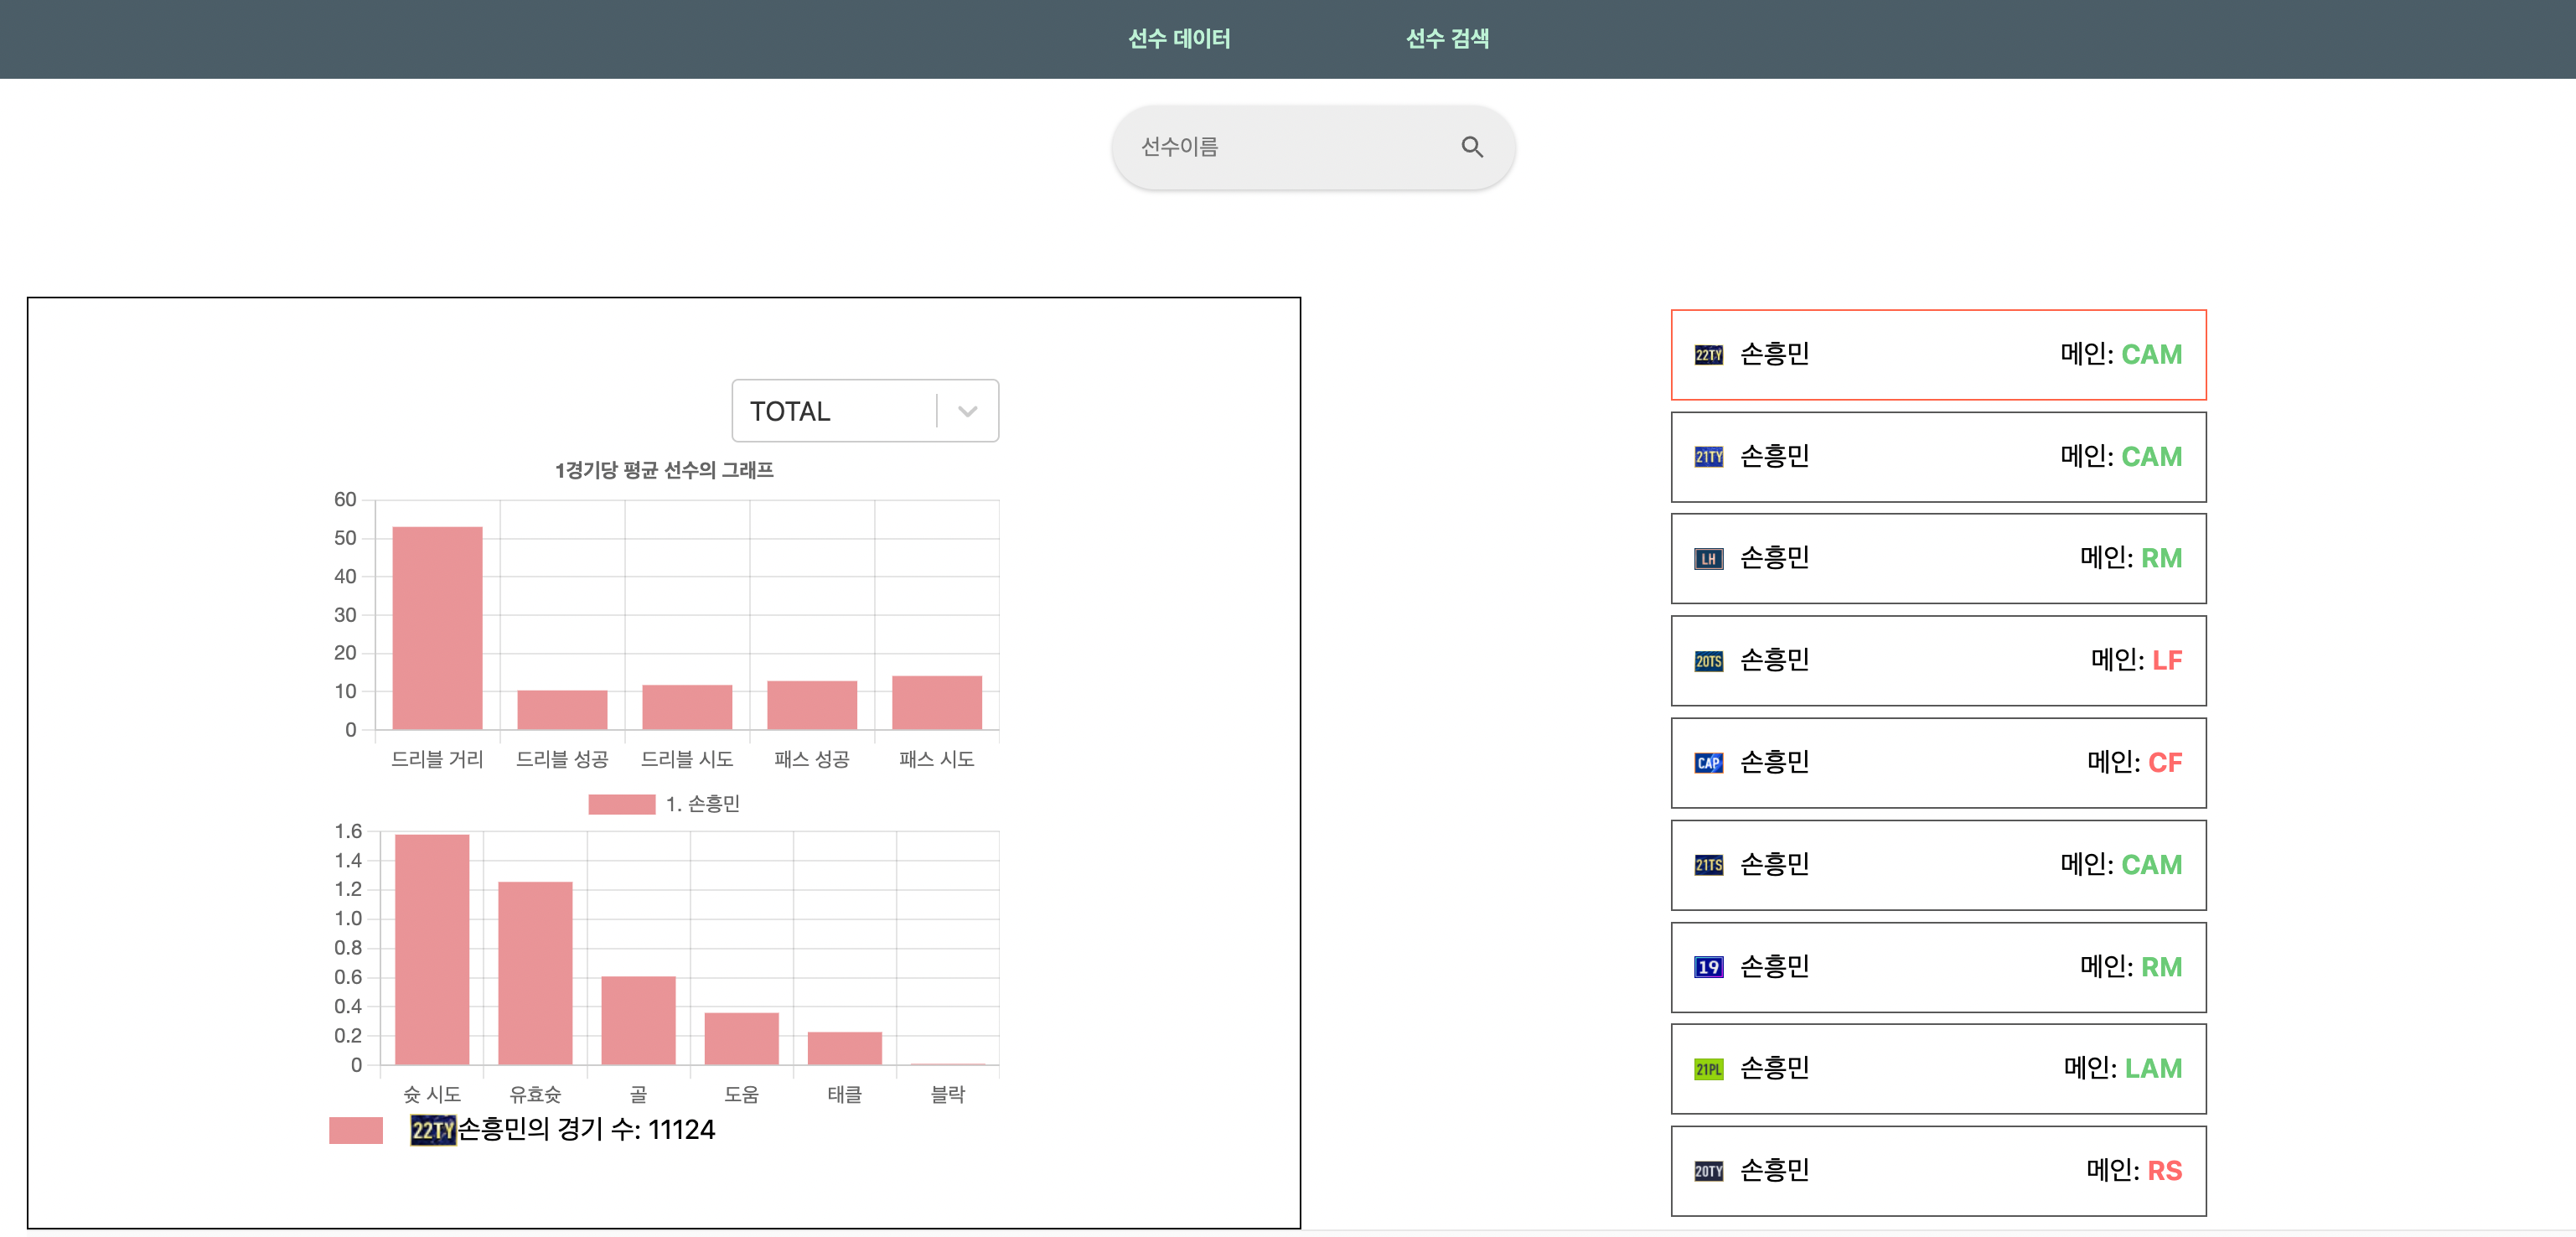 선수 데이터 선수 검색
선수이름
TOTAL
1경기당 평균 선수의 그래프
60
50
40
30
20
10
0
드리블 거리 드리블 성공 드리블 시도 패스 성공 패스 시도
1. 손흥민
1.6
1.4
1.2
1.0
0.8
0.6
0.4
0.2
0
슛 시도 유효슛 골 도움 태클 블락
22TY손흥민의 경기 수: 11124
22TY 손흥민 메인: CAM
21TY 손흥민 메인: CAM
LH 손흥민 메인: RM
20TS 손흥민 메인: LF
CAP 손흥민 메인: CF
21TS 손흥민 메인: CAM
19 손흥민 메인: RM
21PL 손흥민 메인: LAM
20TY 손흥민 메인: RS